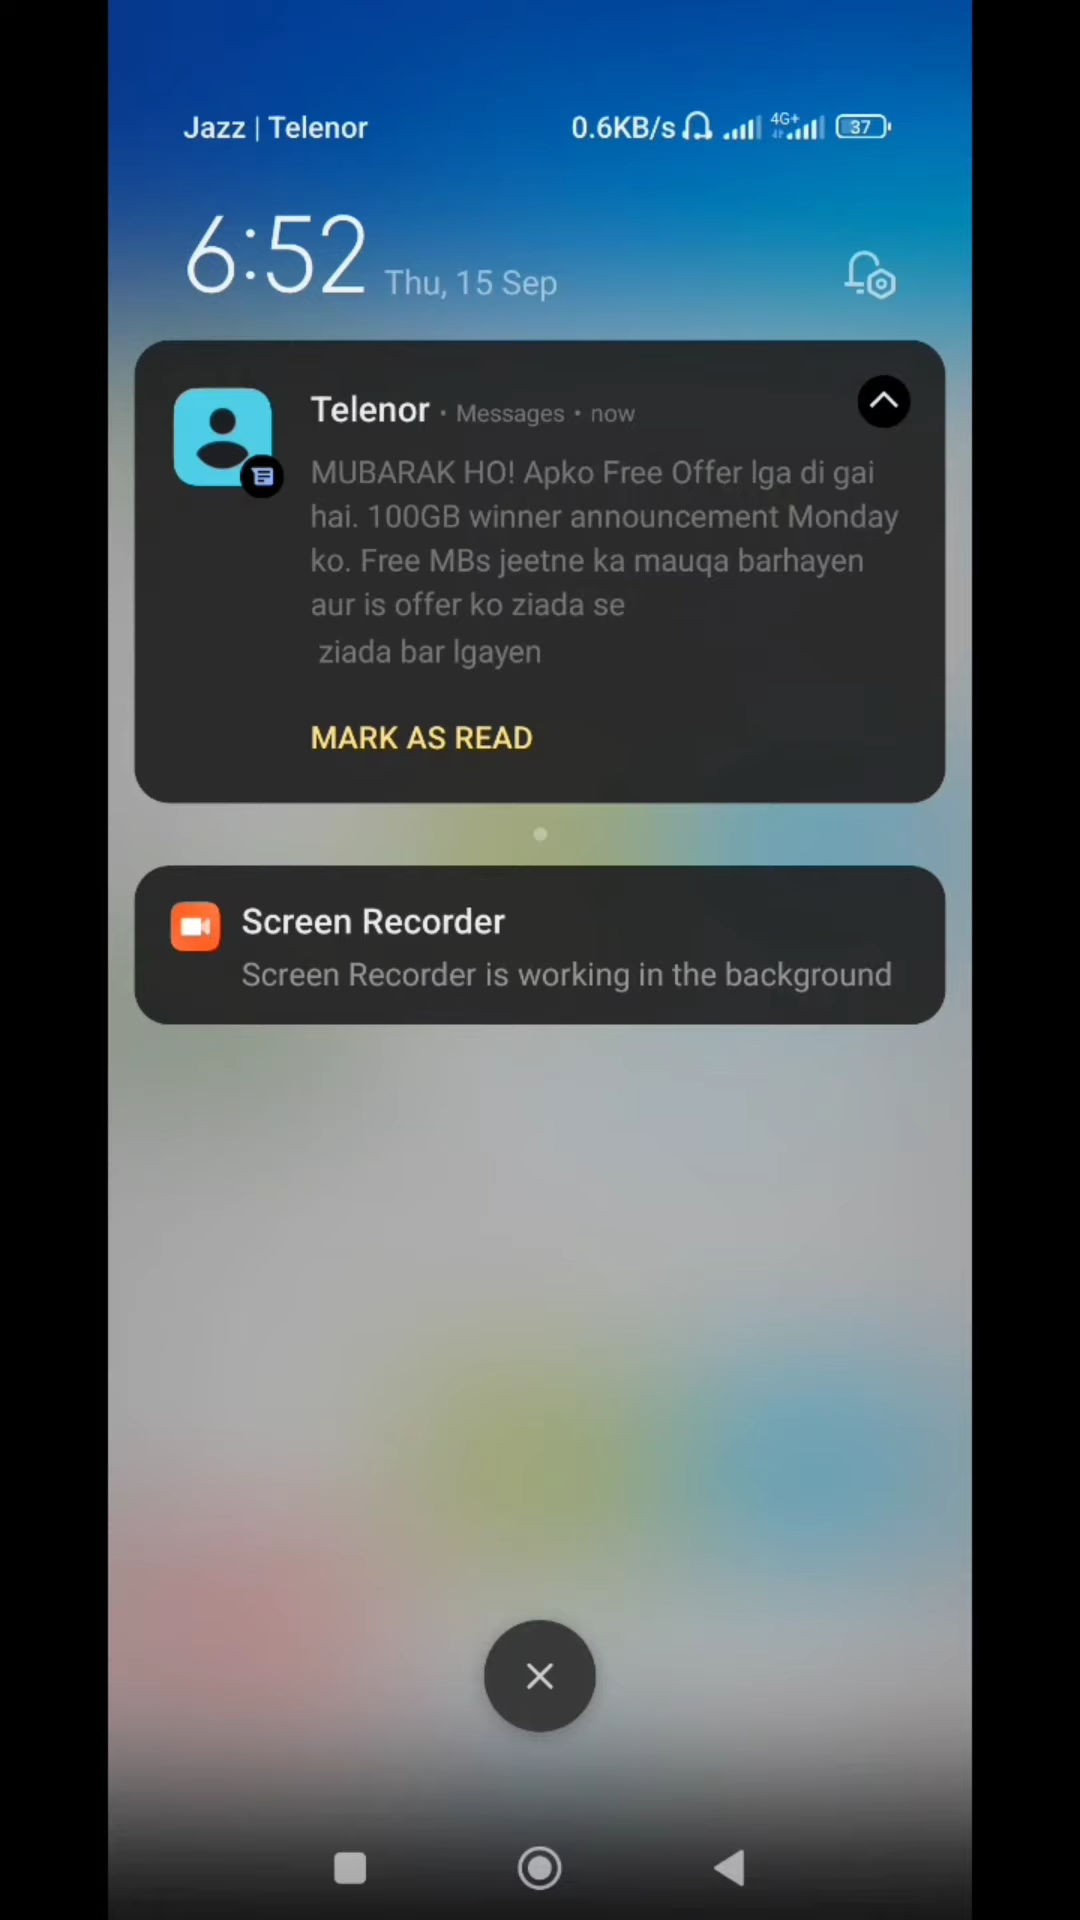 Jazz | Telenor 0.6KB/s 4G+ 37
6:52 Thu, 15 Sep
Telenor • Messages • now
MUBARAK HO! Apko Free Offer lga di gai
hai. 100GB winner announcement Monday
ko. Free MBs jeetne ka mauqa barhayen
aur is offer ko ziada se
ziada bar lgayen
MARK AS READ
Screen Recorder
Screen Recorder is working in the background